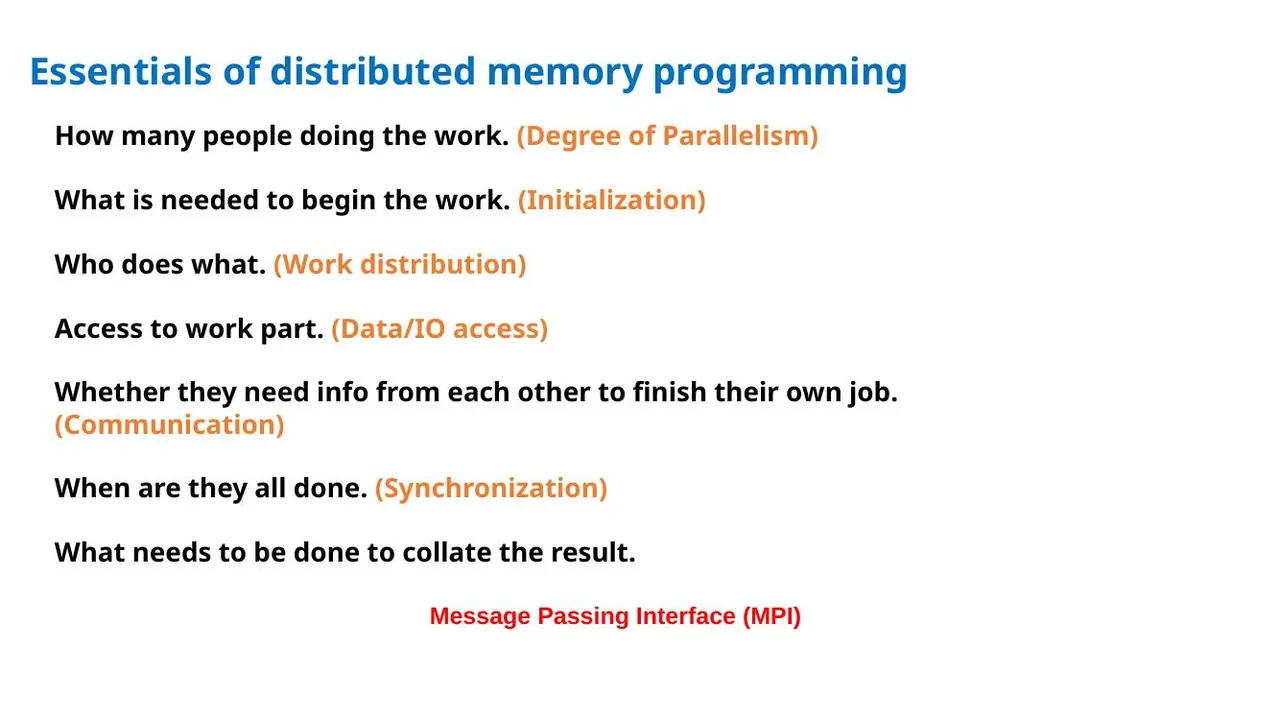 Essentials of distributed memory programming
How many people doing the work. (Degree of Parallelism)
What is needed to begin the work. (Initialization)
Who does what. (Work distribution)
Access to work part. (Data/IO access)
Whether they need info from each other to finish their own job.
(Communication)
When are they all done. (Synchronization)
What needs to be done to collate the result.
Message Passing Interface (MPI)